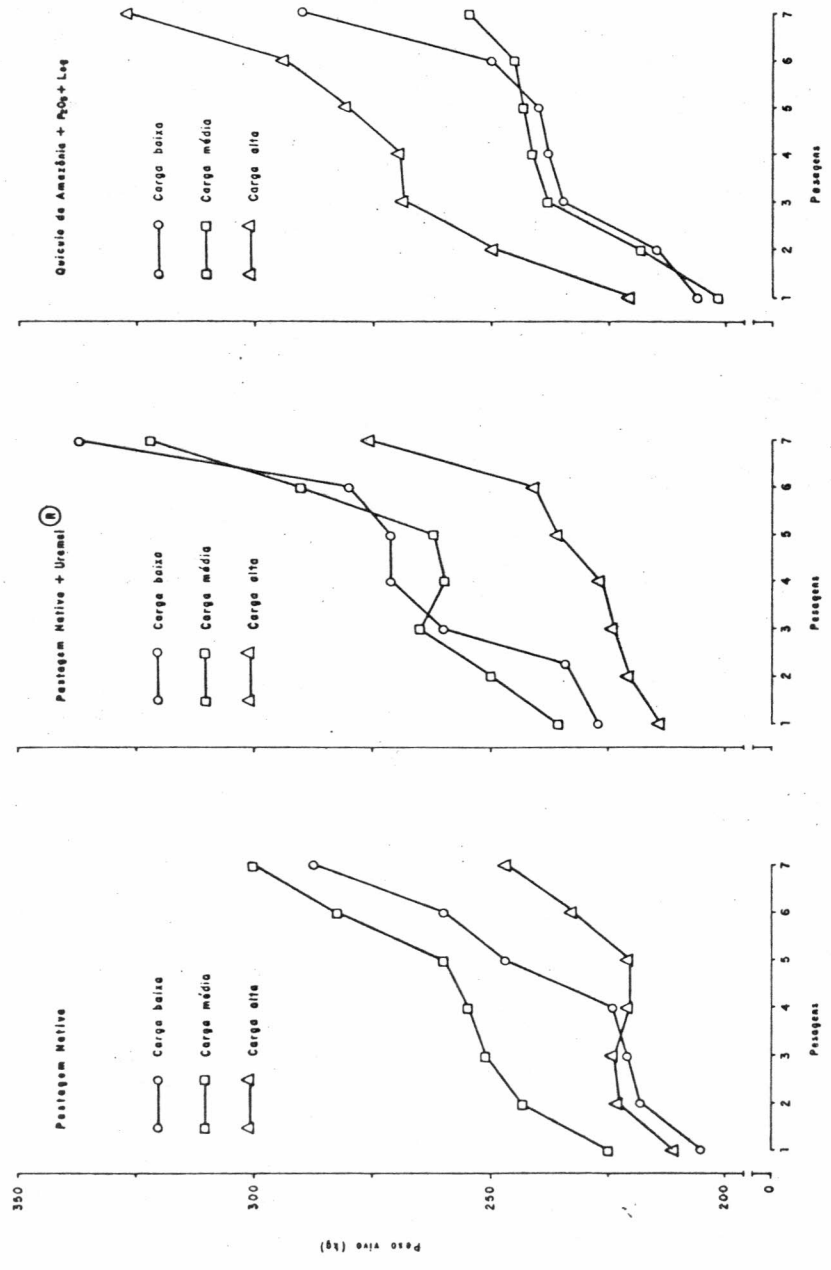 Peso vivo (kg)
350
300
250
200
0
Pastagem Nativa
Carga baixa
Carga média
Carga alta
1 2 3 4 5 6 7
Pesagens
Pastagem Nativa + Uremol R
Carga baixa
Carga média
Carga alta
1 2 3 4 5 6 7
Pesagens
Quicuio da Amazônia + P2O5 + Leg
Carga baixa
Carga média
Carga alta
1 2 3 4 5 6 7
Pesagens